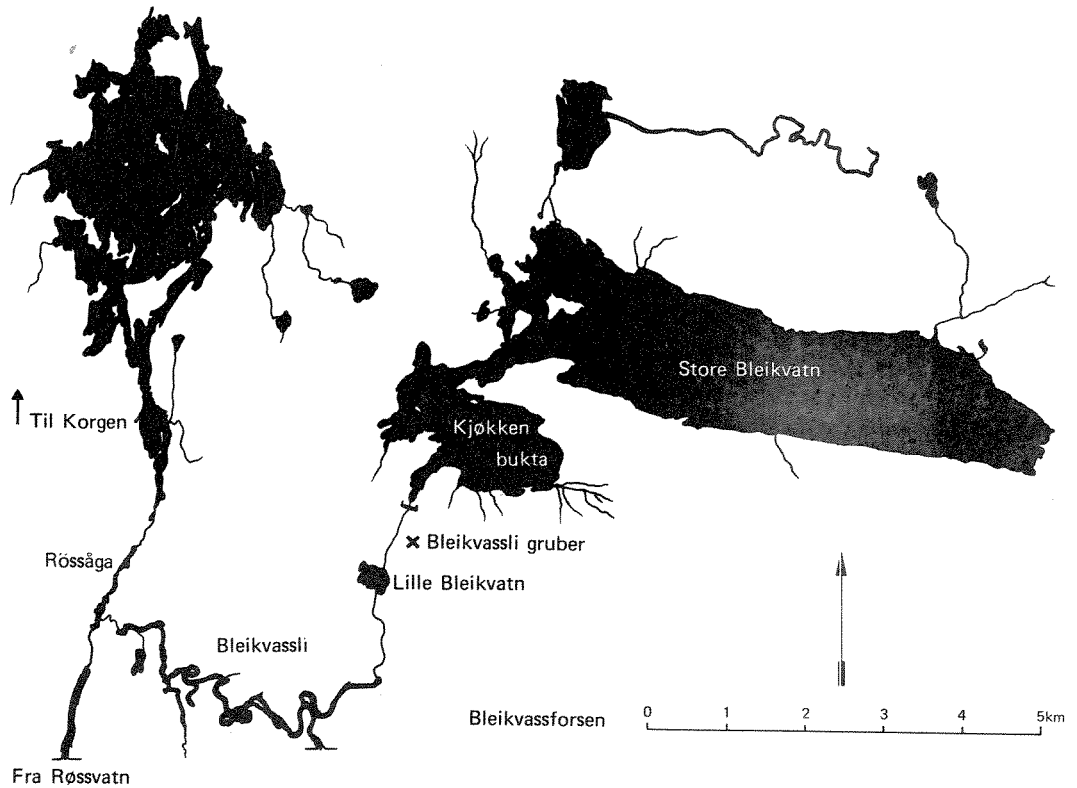 Store Bleikvatn
Til Korgen
Kjøkken
bukta
Bleikvassli gruber
Rössåga
Lille Bleikvatn
Bleikvassli
Bleikvassforsen
0 1 2 3 4 5km
Fra Røssvatn